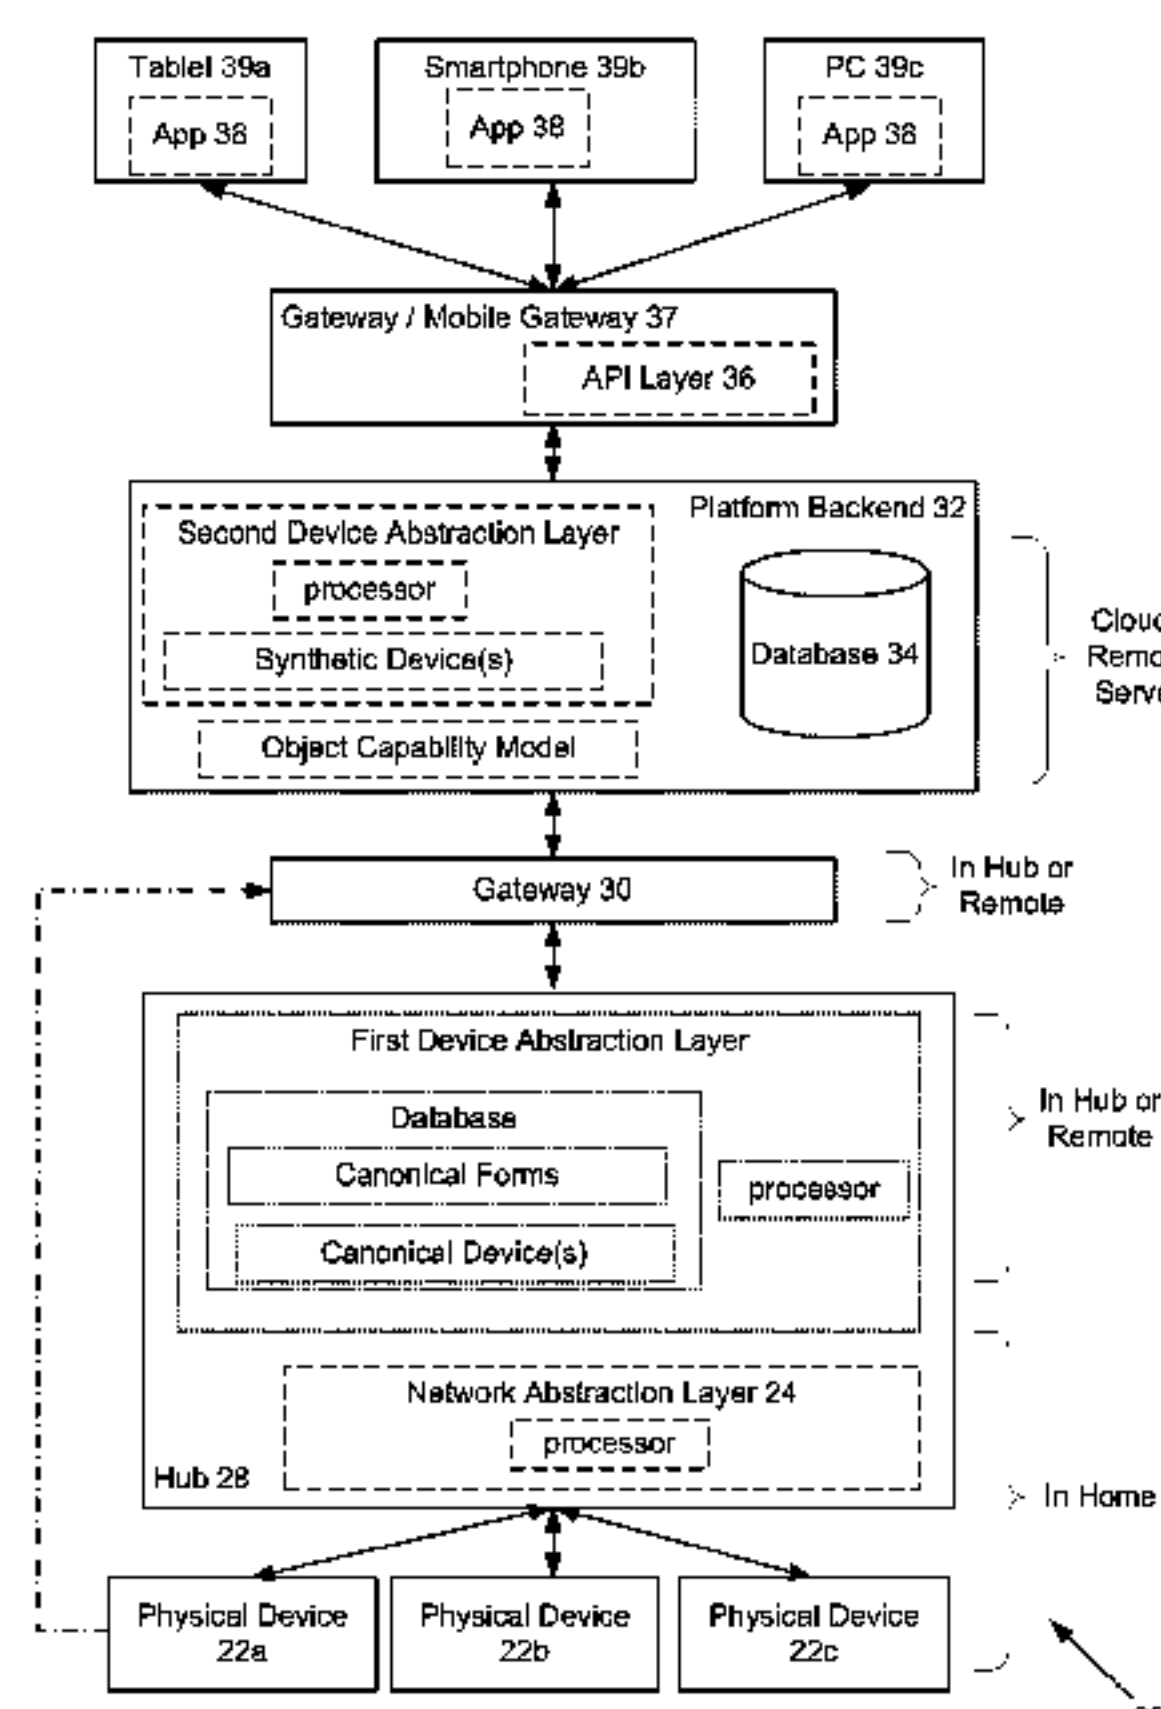 Tablet 39a
App 38
Smartphone 39b
App 38
PC 39c
App 38
Gateway / Mobile Gateway 37
API Layer 36
Platform Backend 32
Second Device Abstraction Layer
processor
Synthetic Device(s)
Object Capability Model
Database 34
Remo
Serve
Gateway 30
In Hub or
Remote
First Device Abstraction Layer
Database
Canonical Forms
Canonical Device(s)
processor
In Hub or
Remote
Network Abstraction Layer 24
processor
Hub 28
In Home
Physical Device
22a
Physical Device
22b
Physical Device
22c